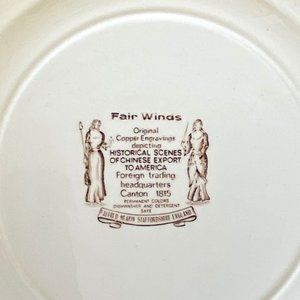 Fair Winds
Original
Copper Engravings
depicting
HISTORICAL SCENES
OF CHINESE EXPORT
TO AMERICA
Foreign trading
headquarters
Canton 1815
PERMANENT COLORS
DISHWASHER AND DETERGENT
SAFE
ALFRED MEAKIN STAFFORDSHIRE ENGLAND